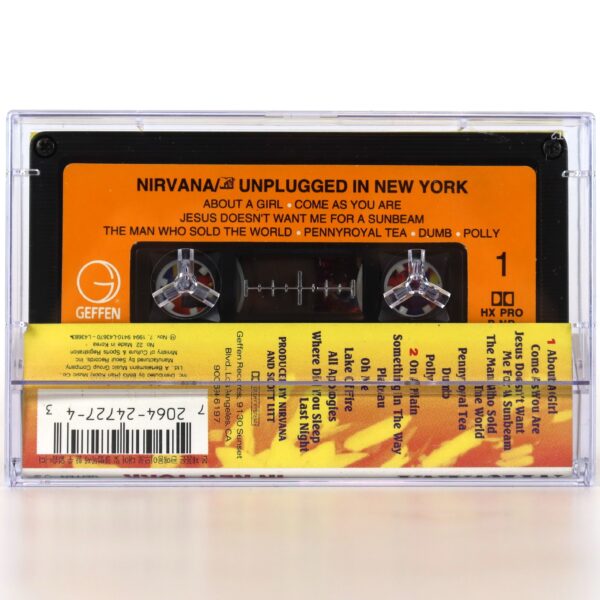 NIRVANA/ UNPLUGGED IN NEW YORK
ABOUT A GIRL • COME AS YOU ARE
JESUS DOESN'T WANT ME FOR A SUNBEAM
THE MAN WHO SOLD THE WORLD • PENNYROYAL TEA • DUMB • POLLY
G
GEFFEN
1
HX PRO
1 About A Girl
Come As You Are
Jesus Doesn't Want
Me For A Sunbeam
The Man Who Sold
The World
Pennyroyal Tea
Dumb
Polly
2 On A Plain
Something In The Way
Plateau
Oh Me
Lake Of Fire
All Apologies
Where Did You Sleep
Last Night
PRODUCED BY NIRVANA
AND SCOTT LITT
Geffen Records, 9130 Sunset
Blvd. Los Angeles, CA
7 2064-24727-4 3